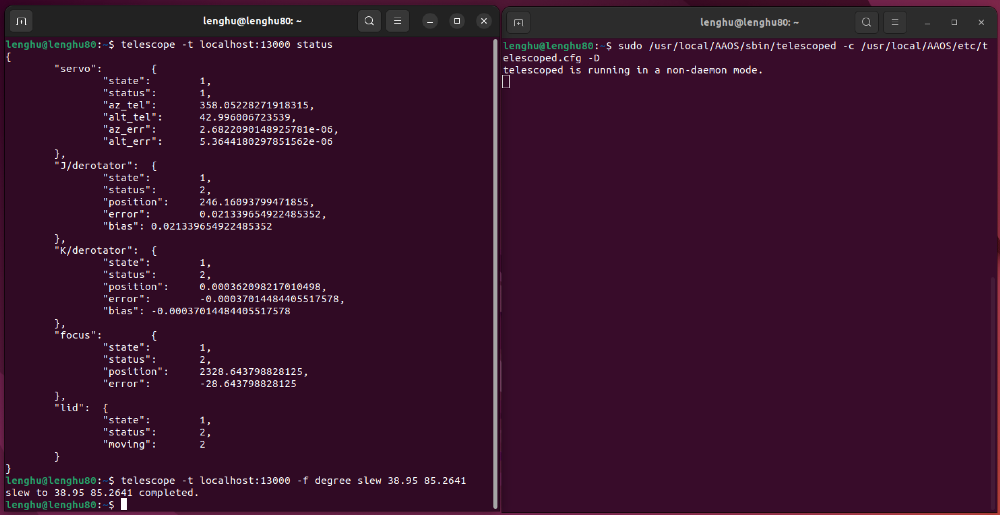 lenghu@lenghu80: ~
lenghu@lenghu80:~$ telescope -t localhost:13000 status
{
"servo": {
"state": 1,
"status": 1,
"az_tel": 358.05228271918315,
"alt_tel": 42.996006723539,
"az_err": 2.6822090148925781e-06,
"alt_err": 5.3644180297851562e-06
},
"J/derotator": {
"state": 1,
"status": 2,
"position": 246.16093799471855,
"error": 0.021339654922485352,
"bias": 0.021339654922485352
},
"K/derotator": {
"state": 1,
"status": 2,
"position": 0.000362098217010498,
"error": -0.00037014484405517578,
"bias": -0.00037014484405517578
},
"focus": {
"state": 1,
"status": 2,
"position": 2328.643798828125,
"error": -28.643798828125
},
"lid": {
"state": 1,
"status": 2,
"moving": 2
}
}
lenghu@lenghu80:~$ telescope -t localhost:13000 -f degree slew 38.95 85.2641
slew to 38.95 85.2641 completed.
lenghu@lenghu80:~$
lenghu@lenghu80: ~
lenghu@lenghu80:~$ sudo /usr/local/AAOS/sbin/telescoped -c /usr/local/AAOS/etc/t
elescoped.cfg -D
telescoped is running in a non-daemon mode.